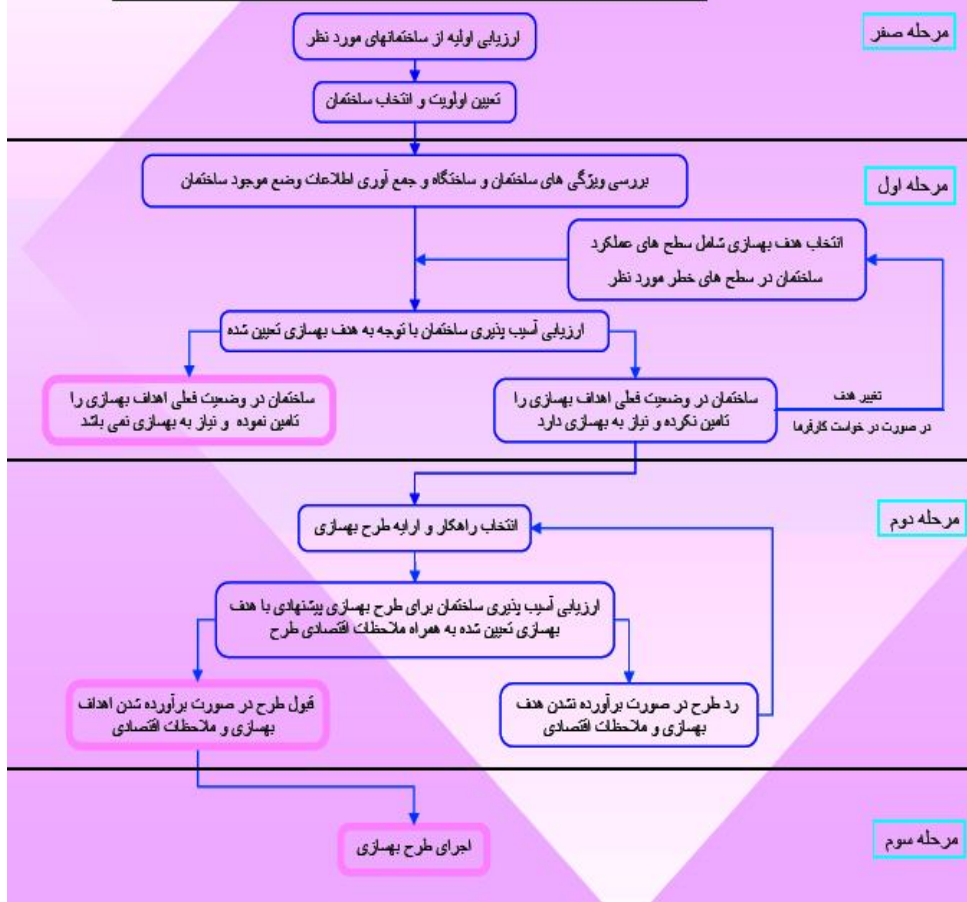 مرحله صفر
ارزیابی اولیه از ساختمانهای مورد نظر
تعیین اولویت و انتخاب ساختمان
مرحله اول
بررسی ویژگی های ساختمان و ساختگاه و جمع آوری اطلاعات وضع موجود ساختمان
انتخاب هدف بهسازی شامل سطح های عملکرد
ساختمان در سطح های خطر مورد نظر
ارزیابی آسیب پذیری ساختمان با توجه به هدف بهسازی تعیین شده
تغییر هدف
در صورت در خواست کارفرما
ساختمان در وضعیت فعلی اهداف بهسازی را
تامین نکرده و نیاز به بهسازی دارد
ساختمان در وضعیت فعلی اهداف بهسازی را
تامین نموده و نیاز به بهسازی نمی باشد
مرحله دوم
انتخاب راهکار و ارایه طرح بهسازی
ارزیابی آسیب پذیری ساختمان برای طرح بهسازی پیشنهادی با هدف
بهسازی تعیین شده به همراه ملاحظات اقتصادی طرح
رد طرح در صورت برآورده نشدن هدف
بهسازی و ملاحظات اقتصادی
قبول طرح در صورت برآورده شدن اهداف
بهسازی و ملاحظات اقتصادی
مرحله سوم
اجرای طرح بهسازی